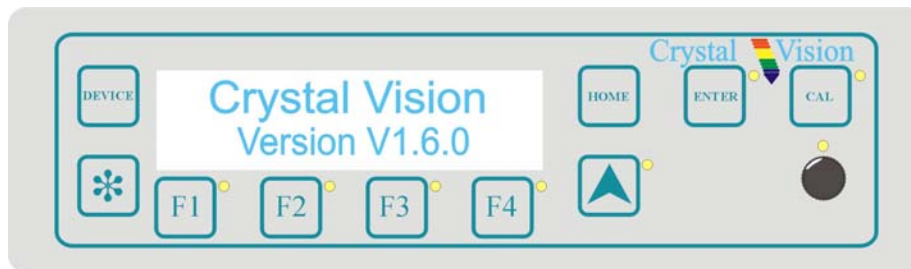 Crystal Vision
DEVICE
Crystal Vision
Version V1.6.0
HOME
ENTER
CAL
F1
F2
F3
F4